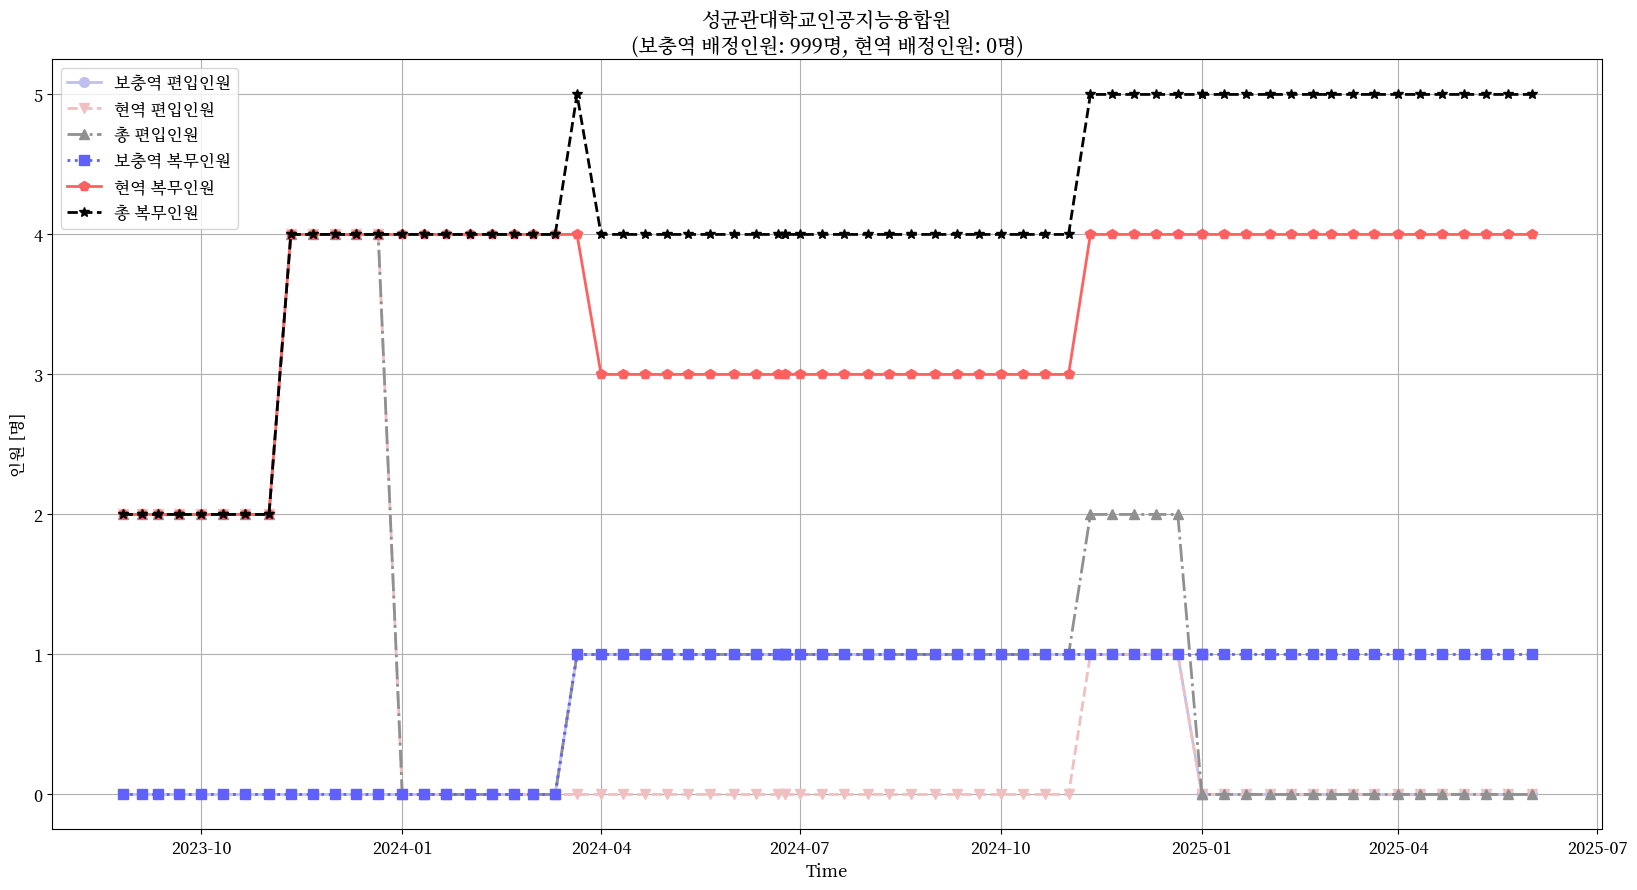 성균관대학교인공지능융합원
(보충역 배정인원: 999명, 현역 배정인원: 0명)
보충역 편입인원
현역 편입인원
총 편입인원
보충역 복무인원
현역 복무인원
총 복무인원
5
4
3
2
1
0
인원 [명]
2023-10
2024-01
2024-04
2024-07
2024-10
2025-01
2025-04
2025-07
Time